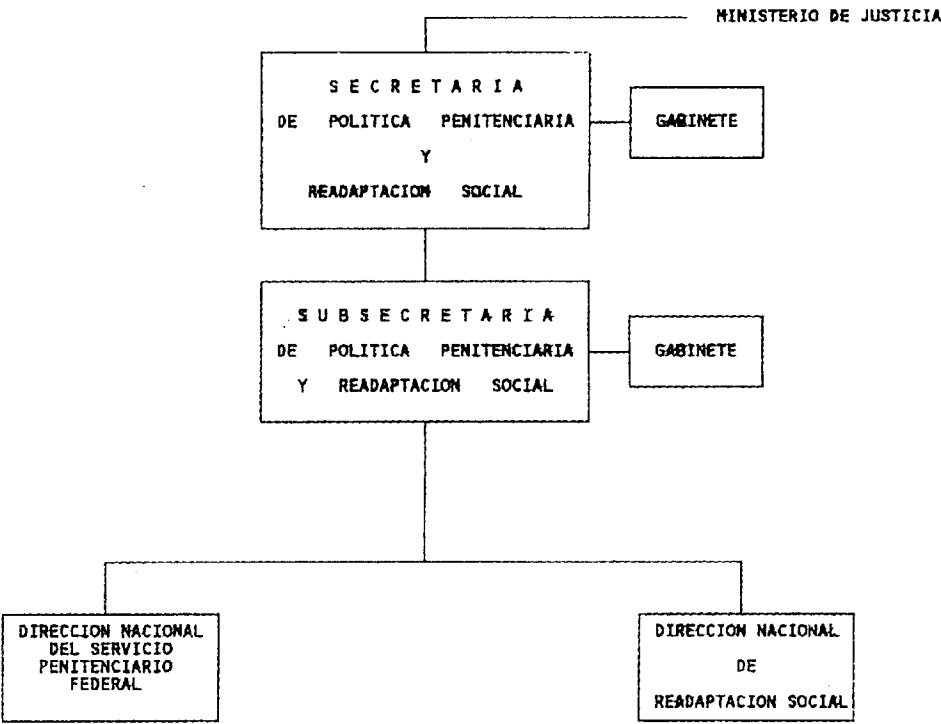 MINISTERIO DE JUSTICIA
S E C R E T A R I A
DE POLITICA PENITENCIARIA
Y
READAPTACION SOCIAL
GABINETE
S U B S E C R E T A R I A
DE POLITICA PENITENCIARIA
Y READAPTACION SOCIAL
GABINETE
DIRECCION NACIONAL
DEL SERVICIO
PENITENCIARIO
FEDERAL
DIRECCION NACIONAL
DE
READAPTACION SOCIAL